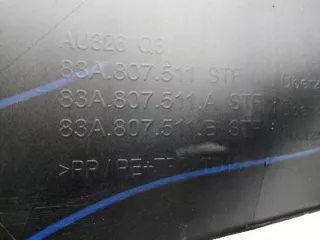 AU326 Q3
83A.807.511 STF
83A.807.511.A STF
83A.807.511.B STF
>PP/PE+